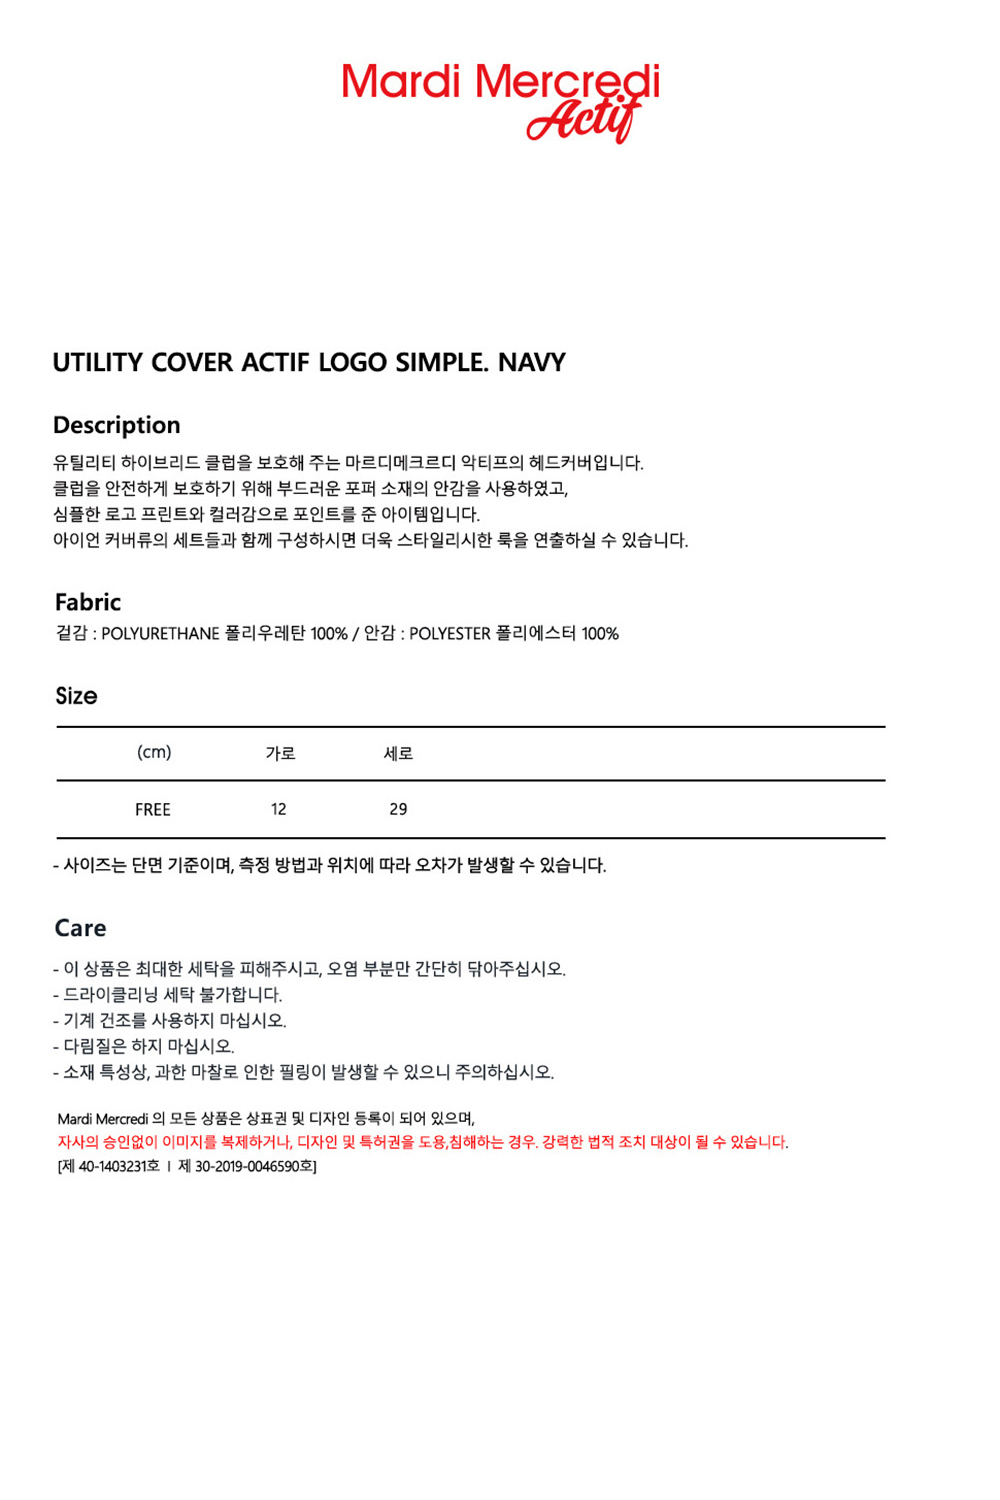 Mardi Mercredi
Actif
UTILITY COVER ACTIF LOGO SIMPLE. NAVY
Description
유틸리티 하이브리드 클럽을 보호해 주는 마르디메크르디 악티프의 헤드커버입니다.
클럽을 안전하게 보호하기 위해 부드러운 포퍼 소재의 안감을 사용하였고,
심플한 로고 프린트와 컬러감으로 포인트를 준 아이템입니다.
아이언 커버류의 세트들과 함께 구성하시면 더욱 스타일리시한 룩을 연출하실 수 있습니다.
Fabric
겉감 : POLYURETHANE 폴리우레탄 100% / 안감 : POLYESTER 폴리에스터 100%
Size
(cm) 가로 세로
FREE 12 29
- 사이즈는 단면 기준이며, 측정 방법과 위치에 따라 오차가 발생할 수 있습니다.
Care
- 이 상품은 최대한 세탁을 피해주시고, 오염 부분만 간단히 닦아주십시오.
- 드라이클리닝 세탁 불가합니다.
- 기계 건조를 사용하지 마십시오.
- 다림질은 하지 마십시오.
- 소재 특성상, 과한 마찰로 인한 필링이 발생할 수 있으니 주의하십시오.
Mardi Mercredi 의 모든 상품은 상표권 및 디자인 등록이 되어 있으며,
자사의 승인없이 이미지를 복제하거나, 디자인 및 특허권을 도용,침해하는 경우. 강력한 법적 조치 대상이 될 수 있습니다.
[제 40-1403231호 ㅣ 제 30-2019-0046590호]